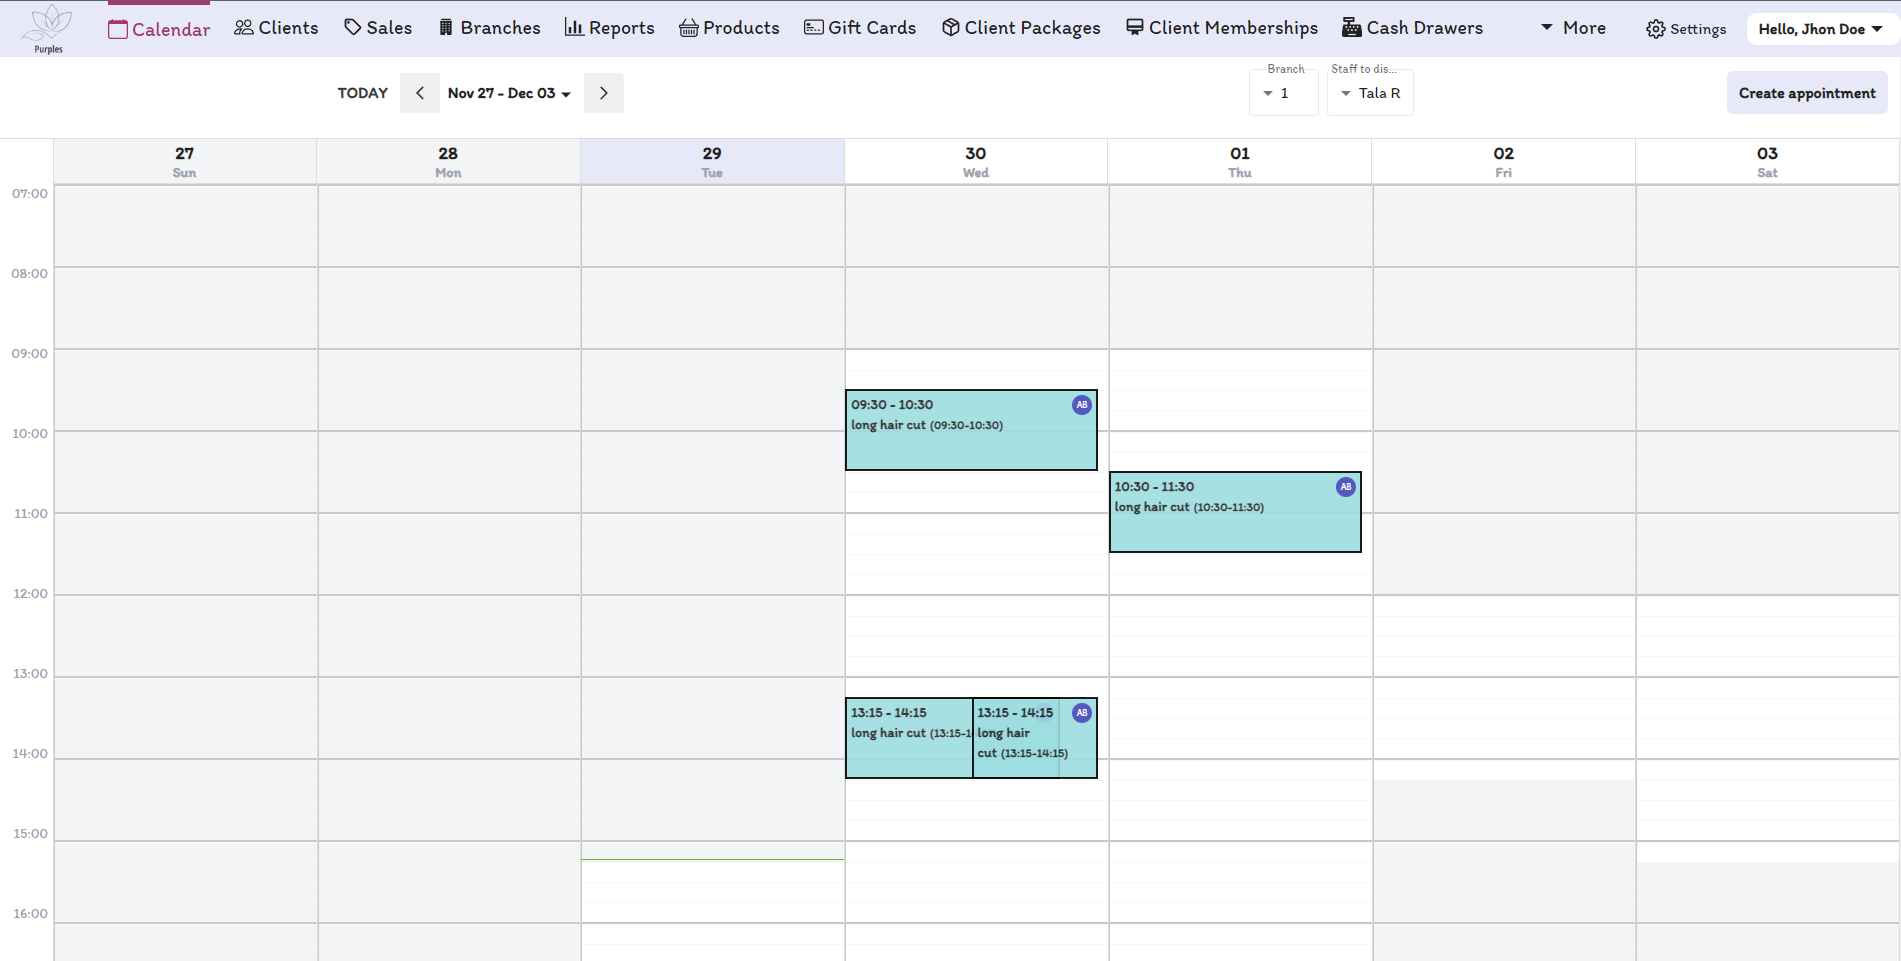 Purples
Calendar
Clients
Sales
Branches
Reports
Products
Gift Cards
Client Packages
Client Memberships
Cash Drawers
More
Settings
Hello, Jhon Doe
TODAY
Nov 27 - Dec 03
Branch
1
Staff to dis...
Tala R
Create appointment
27
Sun
28
Mon
29
Tue
30
Wed
01
Thu
02
Fri
03
Sat
07:00
08:00
09:00
09:30 - 10:30
AB
long hair cut (09:30-10:30)
10:00
10:30 - 11:30
AB
long hair cut (10:30-11:30)
11:00
12:00
13:00
13:15 - 14:15
long hair cut (13:15-1
13:15 - 14:15
AB
long hair
cut (13:15-14:15)
14:00
15:00
16:00